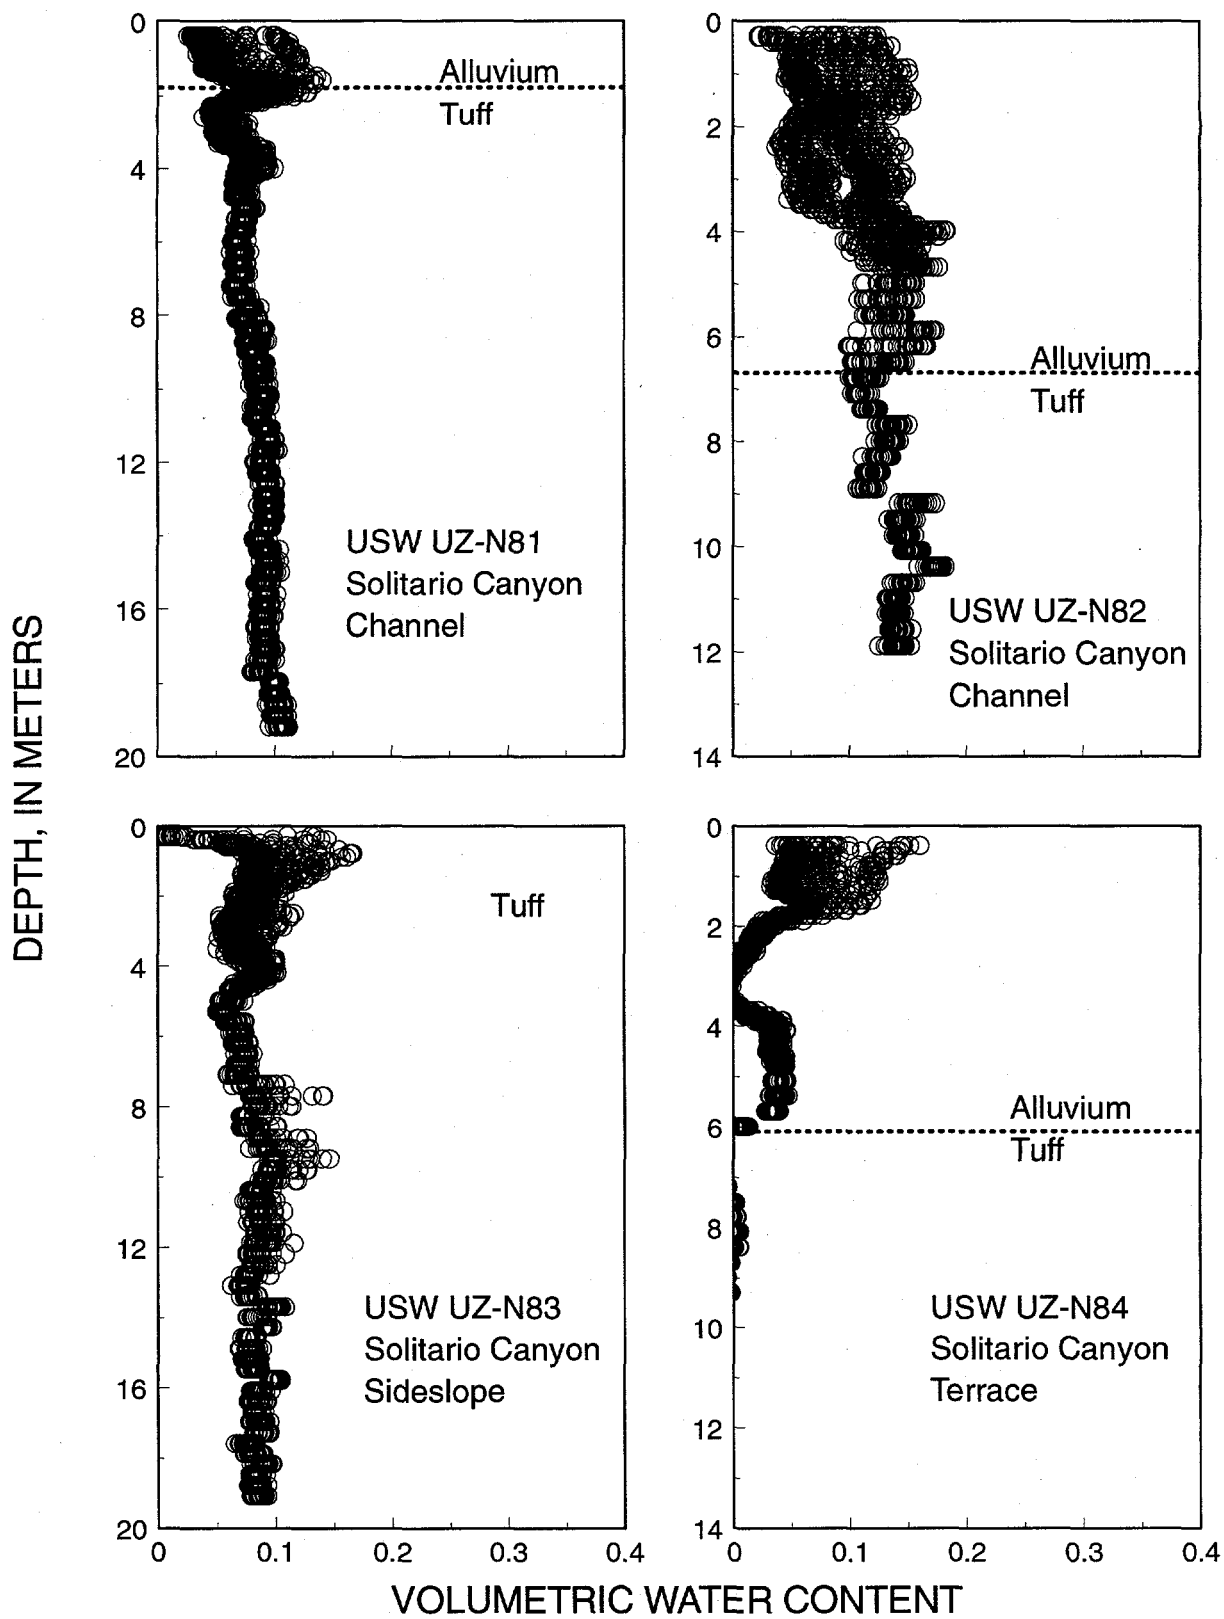 0
4
8
12
16
20
Alluvium
Tuff
USW UZ-N81
Solitario Canyon
Channel
0
2
4
6
8
10
12
14
Alluvium
Tuff
USW UZ-N82
Solitario Canyon
Channel
DEPTH, IN METERS
0
4
8
12
16
20
Tuff
USW UZ-N83
Solitario Canyon
Sideslope
0 0.1 0.2 0.3 0.4
0
2
4
6
8
10
12
14
Alluvium
Tuff
USW UZ-N84
Solitario Canyon
Terrace
0 0.1 0.2 0.3 0.4
VOLUMETRIC WATER CONTENT